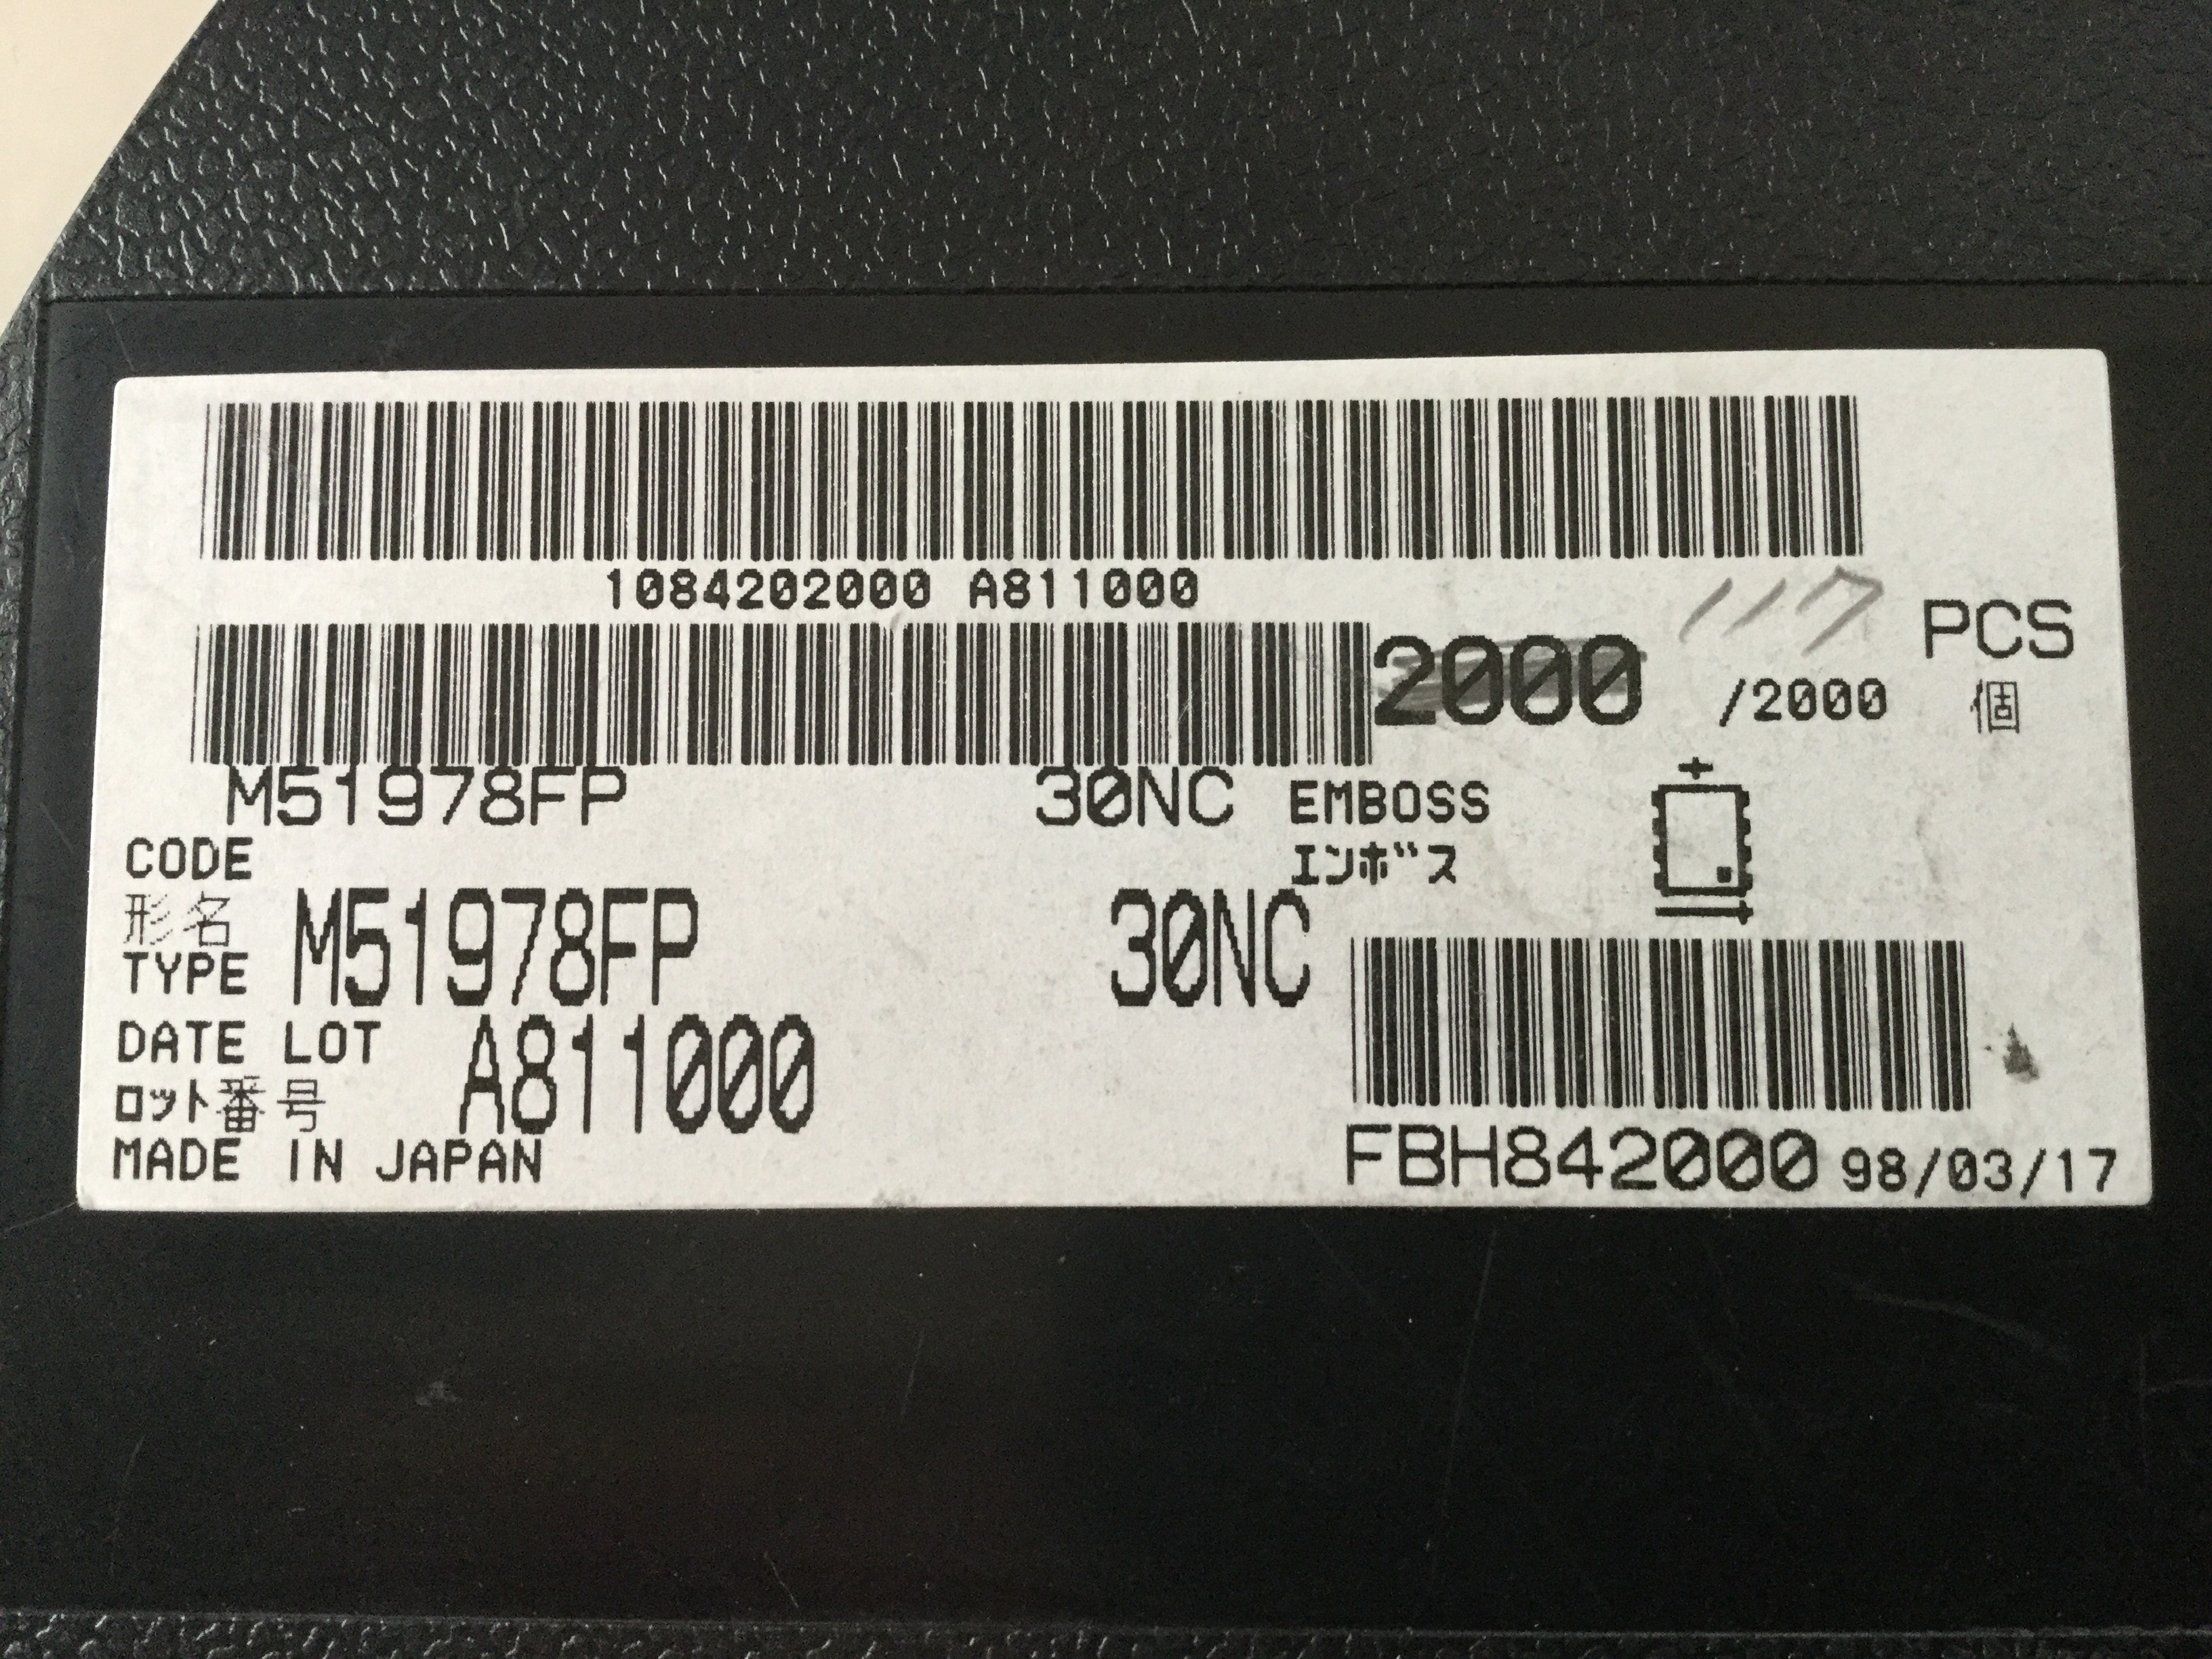 1084202000 A811000
117 PCS
2000 /2000 個
M51978FP 30NC EMBOSS
エンボス
CODE
形名
TYPE M51978FP 30NC
DATE LOT A811000
ロット番号
MADE IN JAPAN
FBH842000 98/03/17